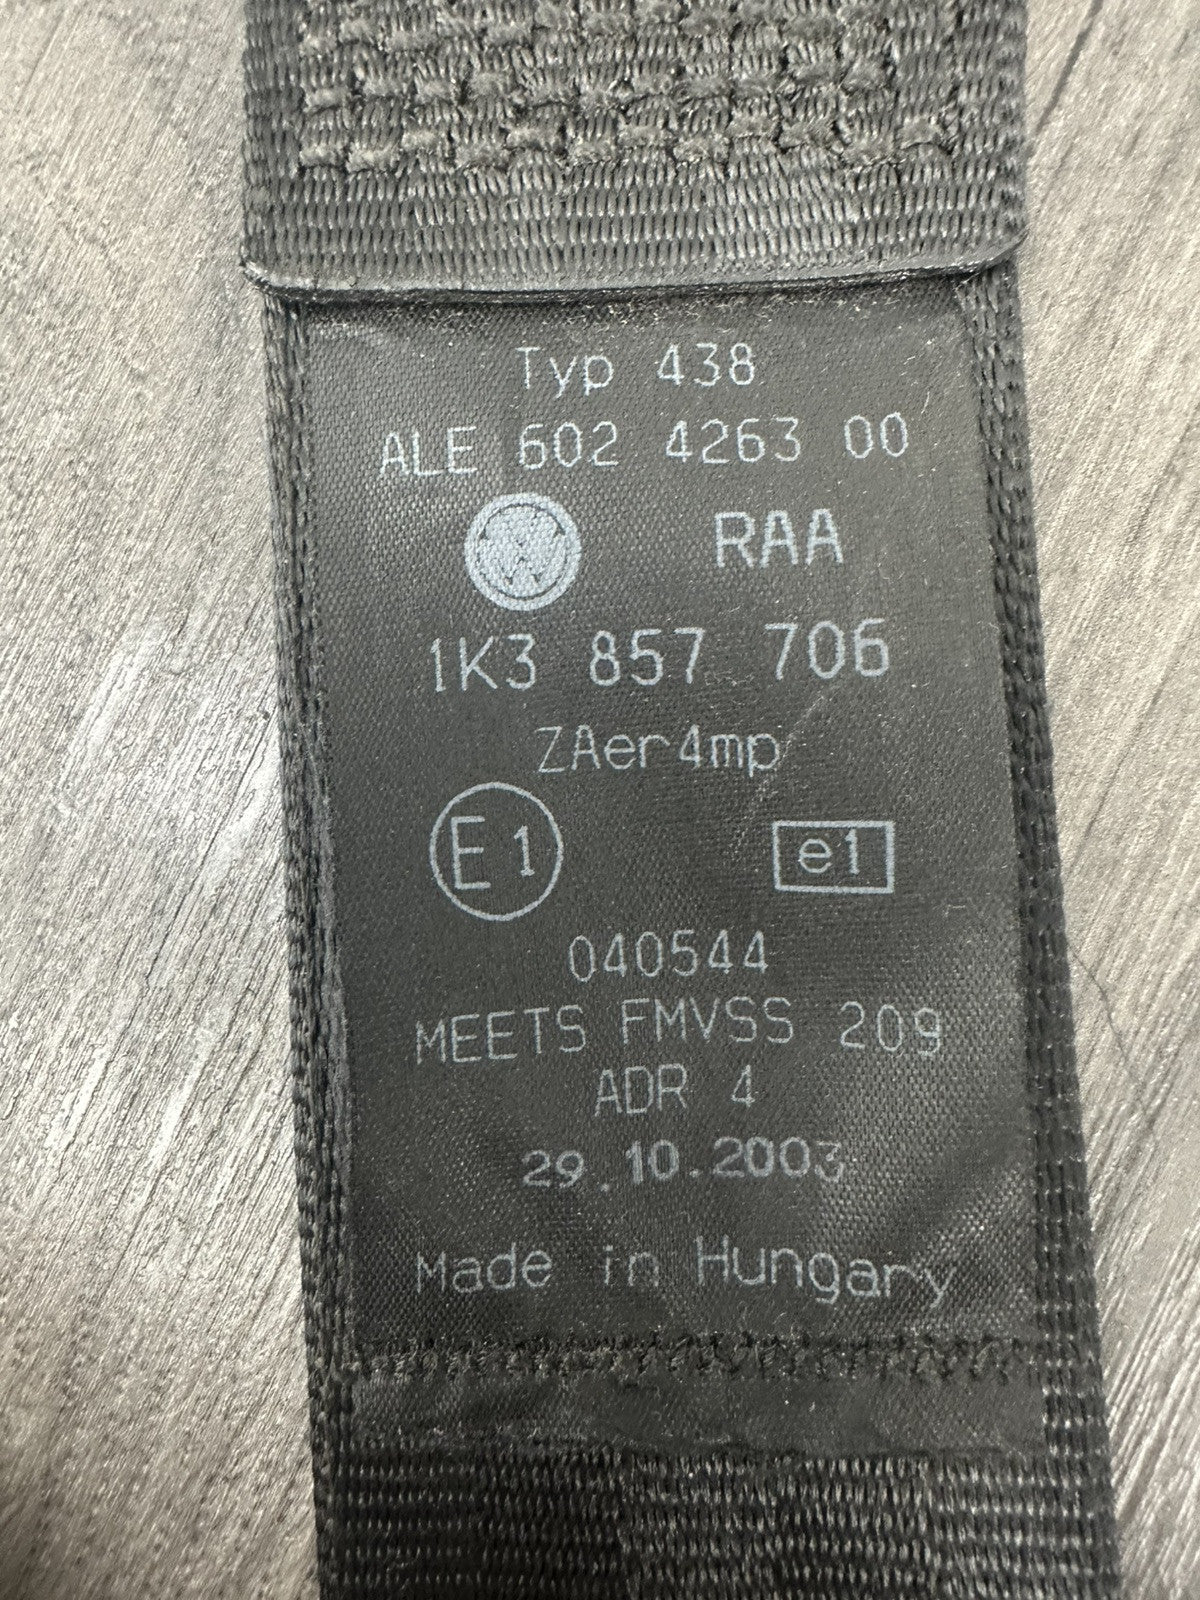 Typ 438
ALE 602 4263 00
RAA
1K3 857 706
ZAer4mp
E1 e1
040544
MEETS FMVSS 209
ADR 4
29.10.2003
Made in Hungary